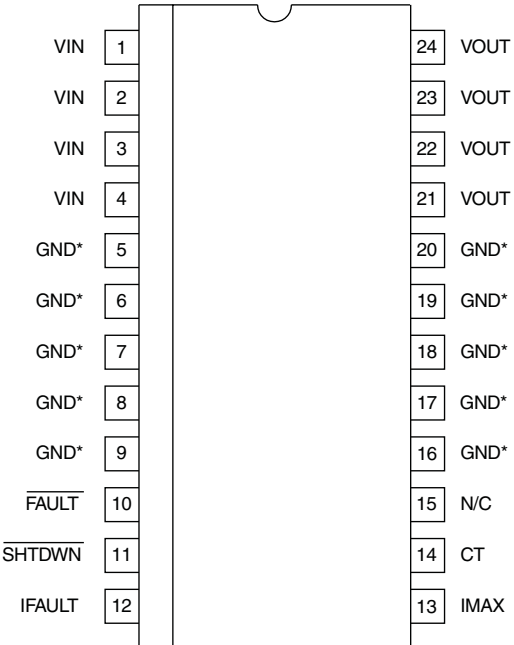 VIN 1 24 VOUT
VIN 2 23 VOUT
VIN 3 22 VOUT
VIN 4 21 VOUT
GND* 5 20 GND*
GND* 6 19 GND*
GND* 7 18 GND*
GND* 8 17 GND*
GND* 9 16 GND*
FAULT 10 15 N/C
SHTDWN 11 14 CT
IFAULT 12 13 IMAX